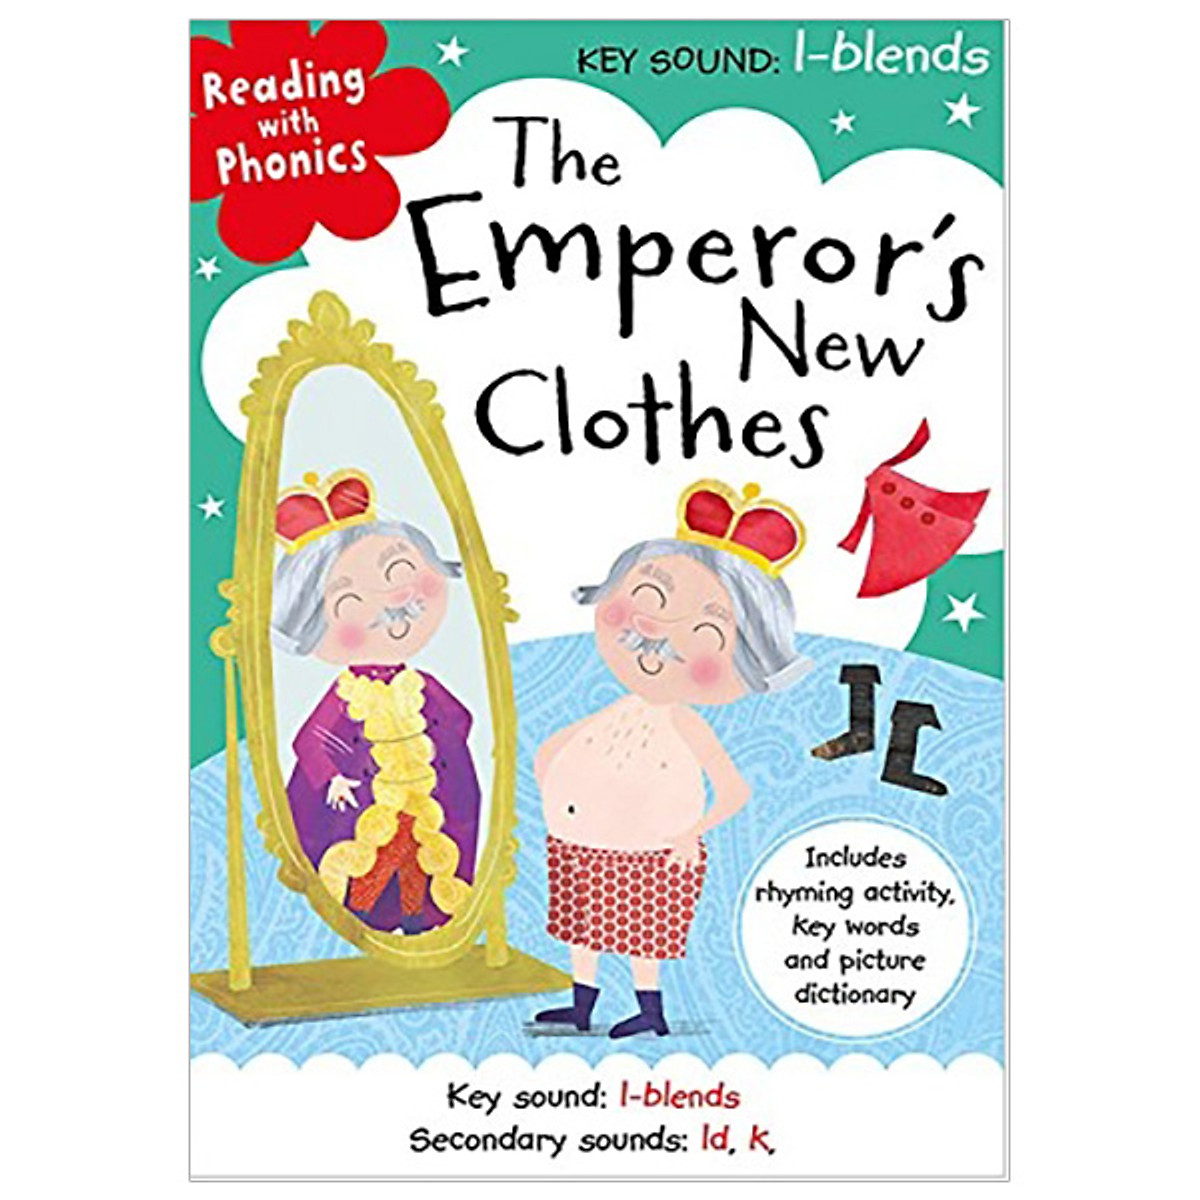 Reading
with
Phonics
KEY SOUND: l-blends
The
Emperor's
New
Clothes
Includes
rhyming activity,
key words
and picture
dictionary
Key sound: l-blends
Secondary sounds: ld, k,